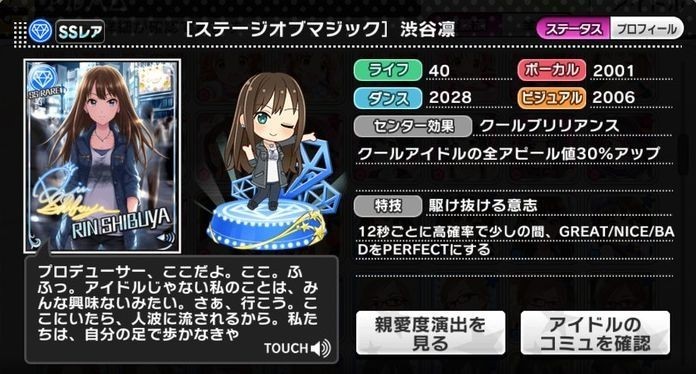 SSレア
[ステージオブマジック] 渋谷凛
ステータス
プロフィール
SS RARE
RIN SHIBUYA
ライフ 40
ボーカル 2001
ダンス 2028
ビジュアル 2006
センター効果 クールブリリアンス
クールアイドルの全アピール値30%アップ
特技 駆け抜ける意志
12秒ごとに高確率で少しの間、GREAT/NICE/BA
DをPERFECTにする
プロデューサー、ここだよ。ここ。ふ
ふっ。アイドルじゃない私のことは、み
んな興味ないみたい。さぁ、行こう。こ
こにいたら、人波に流されるから。私た
ちは、自分の足で歩かなきゃ
TOUCH
親愛度演出を
見る
アイドルの
コミュを確認